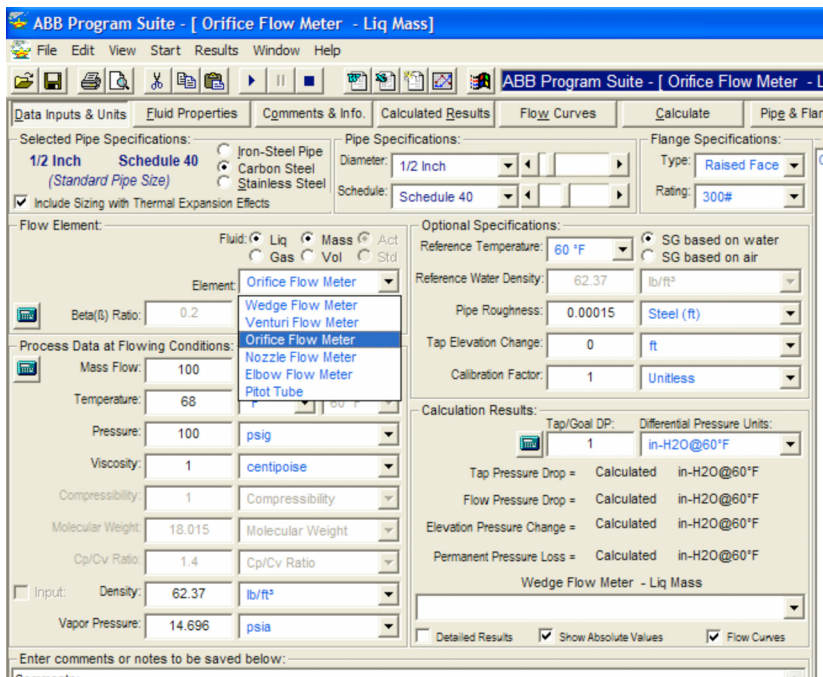 ABB Program Suite - [ Orifice Flow Meter - Liq Mass]
File Edit View Start Results Window Help
ABB Program Suite - [ Orifice Flow Meter - L
Data Inputs & Units Fluid Properties Comments & Info. Calculated Results Flow Curves Calculate Pipe & Flan
Selected Pipe Specifications: Pipe Specifications: Flange Specifications:
1/2 Inch Schedule 40
(Standard Pipe Size)
Iron-Steel Pipe
Carbon Steel
Stainless Steel
Include Sizing with Thermal Expansion Effects
Diameter: 1/2 Inch
Schedule: Schedule 40
Type: Raised Face
Rating: 300#
Flow Element:
Fluid: Liq Mass Act
Gas Vol Std
Element: Orifice Flow Meter
Wedge Flow Meter
Venturi Flow Meter
Orifice Flow Meter
Nozzle Flow Meter
Elbow Flow Meter
Pitot Tube
Beta(ß) Ratio: 0.2
Process Data at Flowing Conditions:
Mass Flow: 100
Temperature: 68 °F 60 °F
Pressure: 100 psig
Viscosity: 1 centipoise
Compressibility: 1 Compressibility
Molecular Weight: 18.015 Molecular Weight
Cp/Cv Ratio: 1.4 Cp/Cv Ratio
Input: Density: 62.37 lb/ft³
Vapor Pressure: 14.696 psia
Optional Specifications:
Reference Temperature: 60 °F
SG based on water
SG based on air
Reference Water Density: 62.37 lb/ft³
Pipe Roughness: 0.00015 Steel (ft)
Tap Elevation Change: 0 ft
Calibration Factor: 1 Unitless
Calculation Results:
Tap/Goal DP: Differential Pressure Units:
1 in-H2O@60°F
Tap Pressure Drop = Calculated in-H2O@60°F
Flow Pressure Drop = Calculated in-H2O@60°F
Elevation Pressure Change = Calculated in-H2O@60°F
Permanent Pressure Loss = Calculated in-H2O@60°F
Wedge Flow Meter - Liq Mass
Detailed Results Show Absolute Values Flow Curves
Enter comments or notes to be saved below: